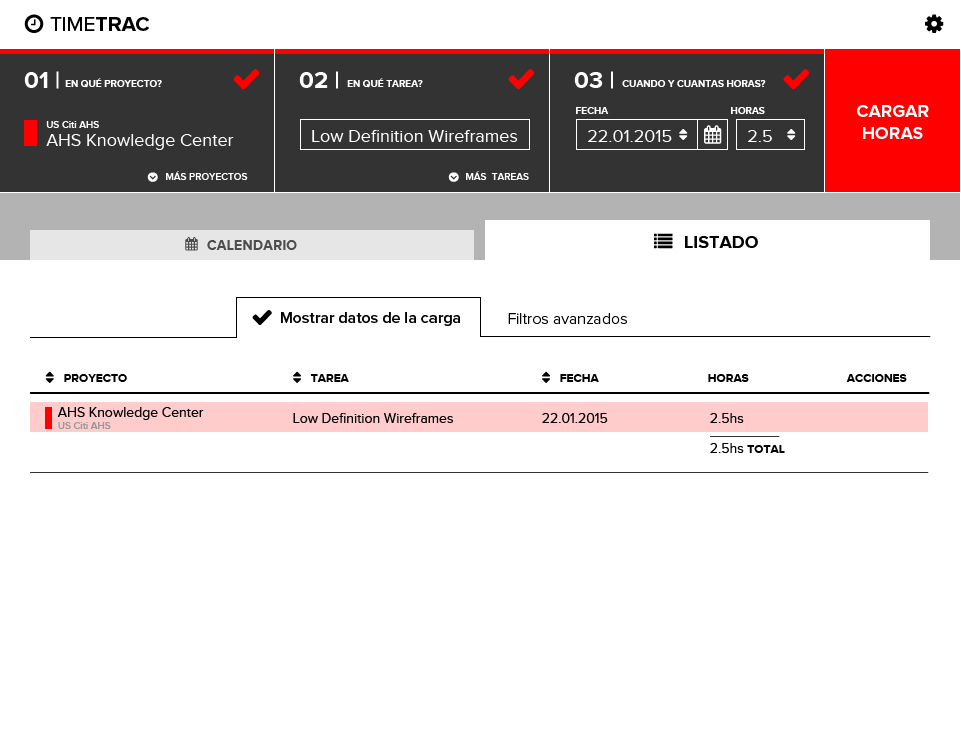 TIMETRAC
01 | EN QUÉ PROYECTO?
US Citi AHS
AHS Knowledge Center
MÁS PROYECTOS
02 | EN QUÉ TAREA?
Low Definition Wireframes
MÁS TAREAS
03 | CUANDO Y CUANTAS HORAS?
FECHA HORAS
22.01.2015 2.5
CARGAR
HORAS
CALENDARIO
LISTADO
Mostrar datos de la carga
Filtros avanzados
PROYECTO TAREA FECHA HORAS ACCIONES
AHS Knowledge Center
US Citi AHS
Low Definition Wireframes 22.01.2015 2.5hs
2.5hs TOTAL